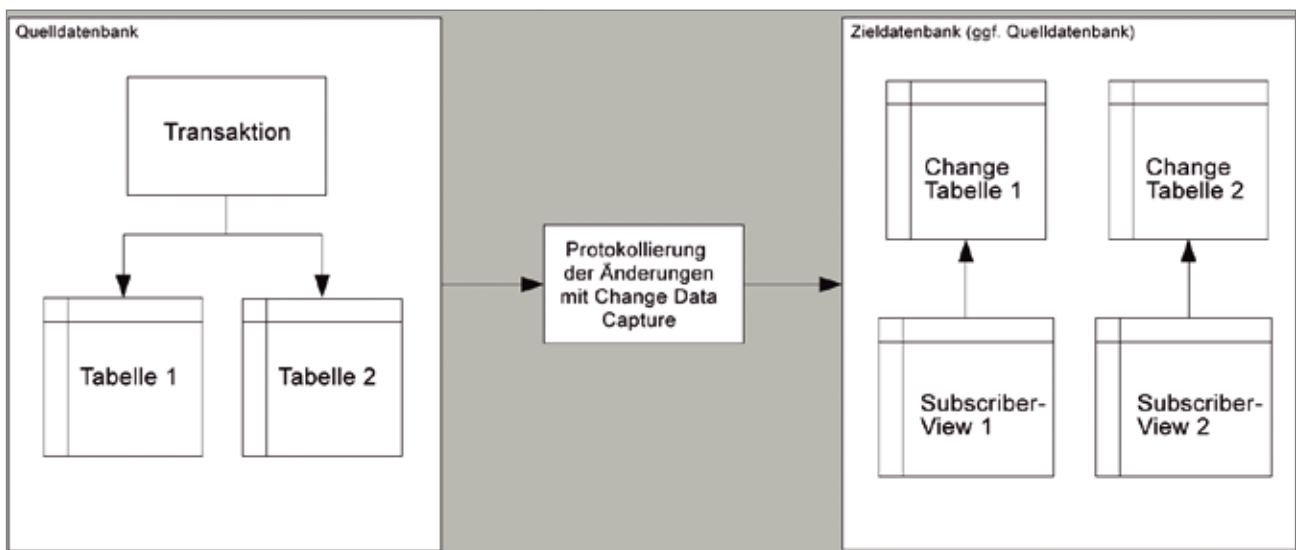 Quelldatenbank
Transaktion
Tabelle 1
Tabelle 2
Protokollierung
der Änderungen
mit Change Data
Capture
Zieldatenbank (ggf. Quelldatenbank)
Change
Tabelle 1
Change
Tabelle 2
Subscriber-
View 1
Subscriber-
View 2